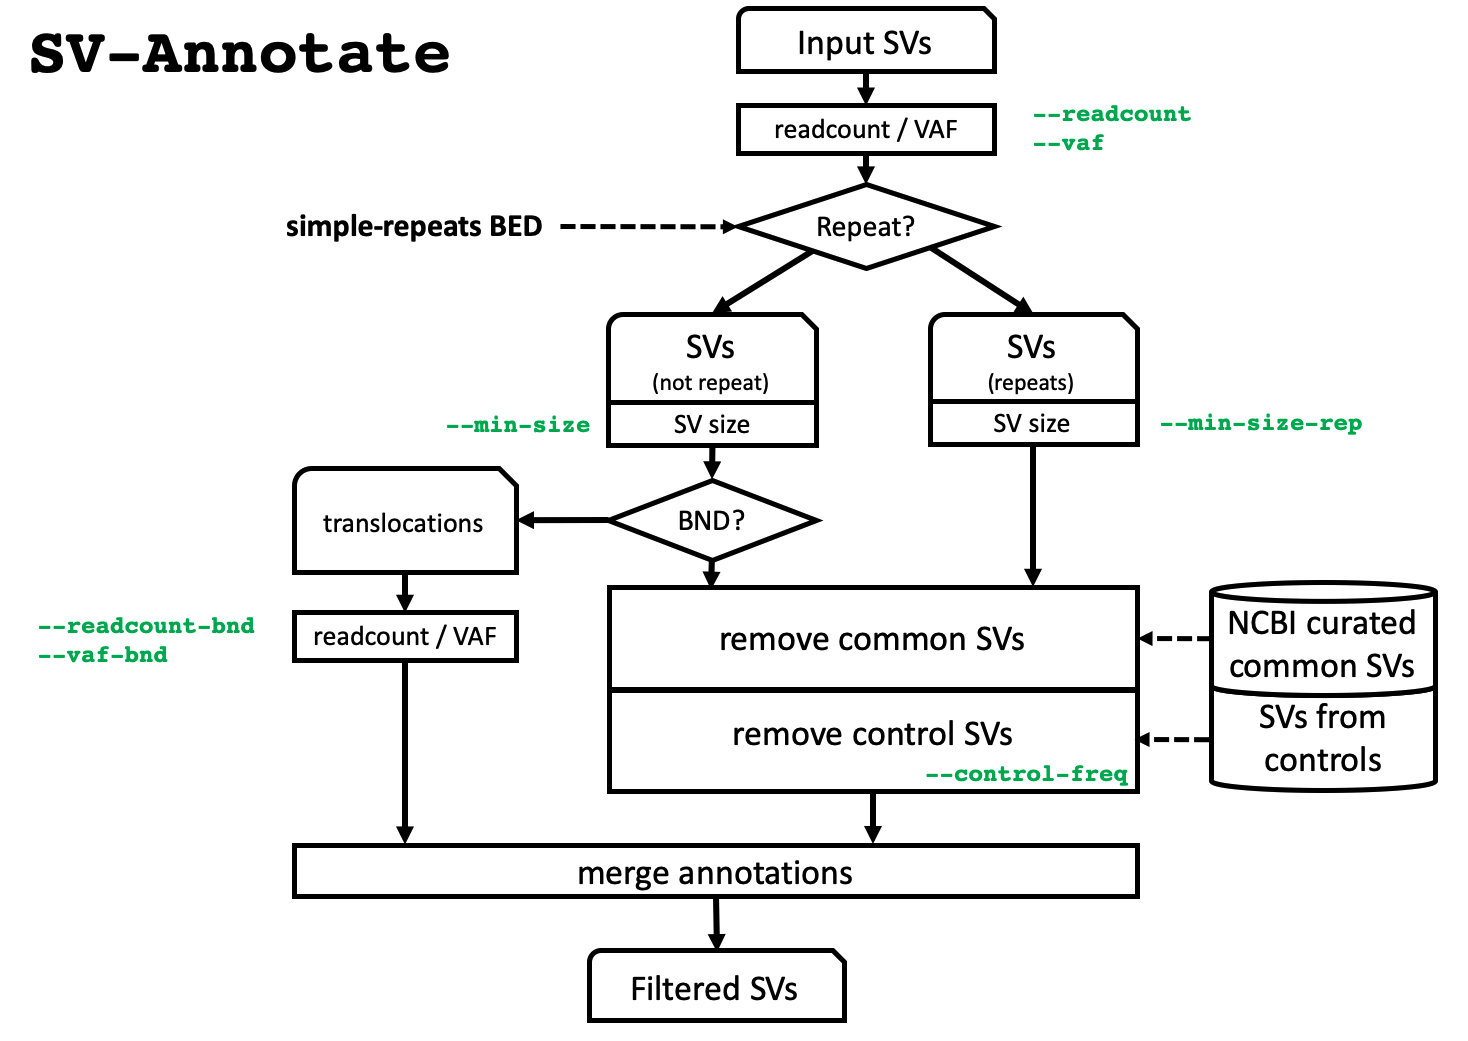 SV-Annotate
Input SVs
readcount / VAF
--readcount
--vaf
simple-repeats BED
Repeat?
SVs
(not repeat)
SV size
--min-size
SVs
(repeats)
SV size
--min-size-rep
BND?
translocations
readcount / VAF
--readcount-bnd
--vaf-bnd
remove common SVs
NCBI curated
common SVs
remove control SVs
--control-freq
SVs from
controls
merge annotations
Filtered SVs